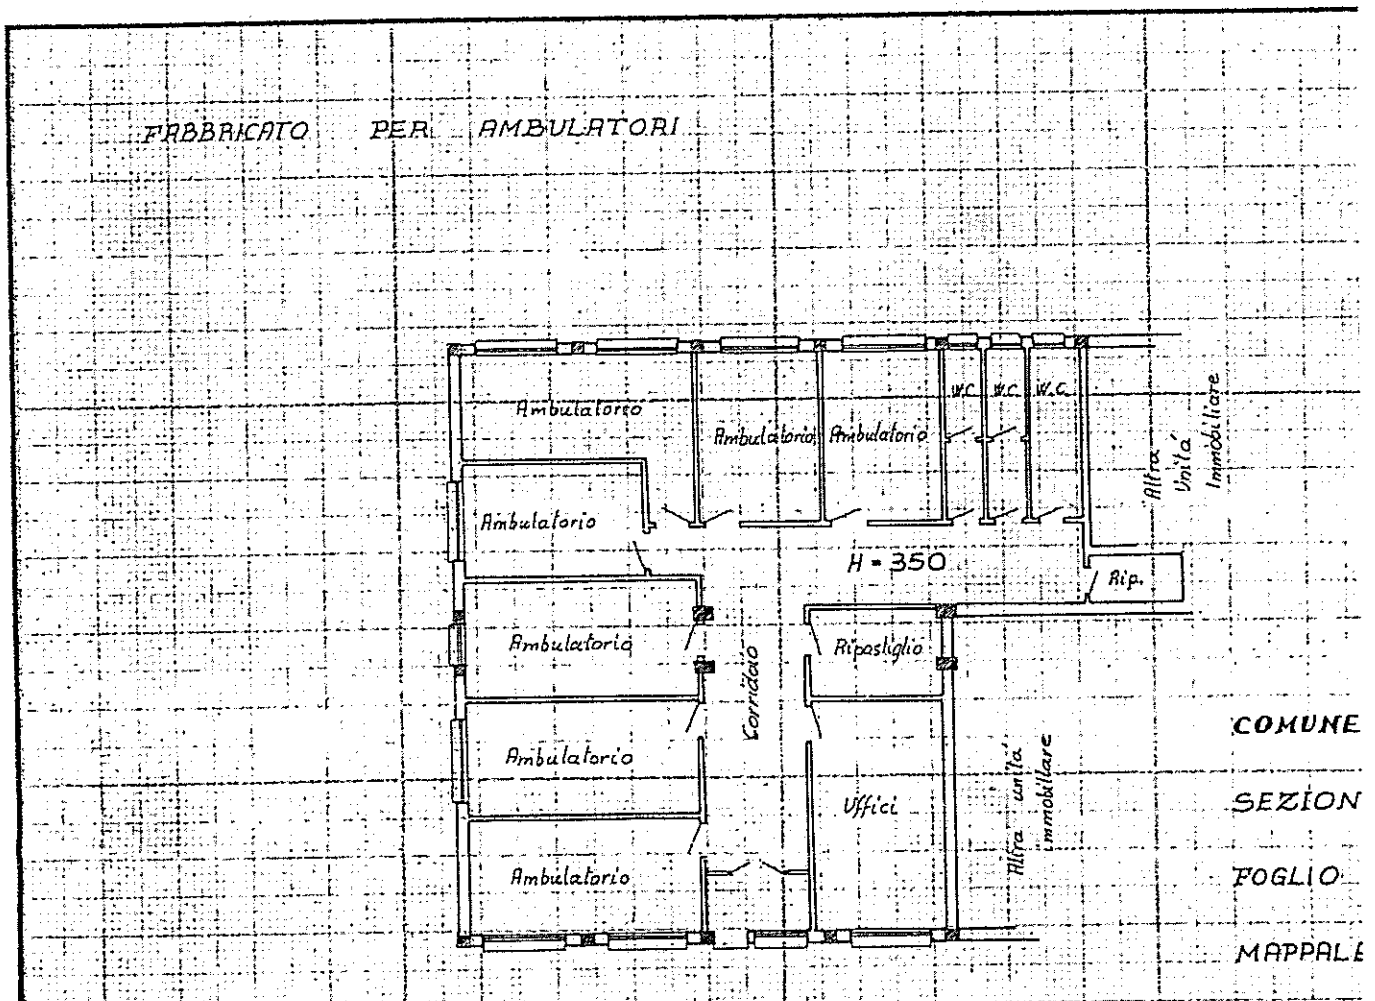 FABBRICATO PER AMBULATORI
Ambulatorio
Ambulatorio
Ambulatorio
W.C
W.C
W.C.
Altra
Unità
Immobiliare
Ambulatorio
H = 350
Rip.
Ambulatorio
Corridoio
Ripostiglio
Ambulatorio
Uffici
Altra unità
immobiliare
Ambulatorio
COMUNE
SEZION
FOGLIO
MAPPALE